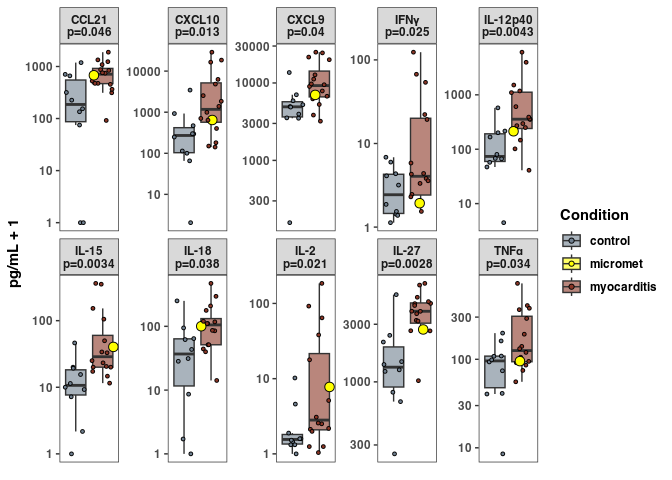 CCL21
p=0.046
CXCL10
p=0.013
CXCL9
p=0.04
IFNγ
p=0.025
IL-12p40
p=0.0043
1000
100
10
1
10000
1000
100
10
30000
10000
3000
1000
300
100
10
1
1000
100
10
pg/mL + 1
IL-15
p=0.0034
IL-18
p=0.038
IL-2
p=0.021
IL-27
p=0.0028
TNFα
p=0.034
100
10
1
100
10
1
100
10
1
3000
1000
300
300
100
30
10
Condition
control
micromet
myocarditis